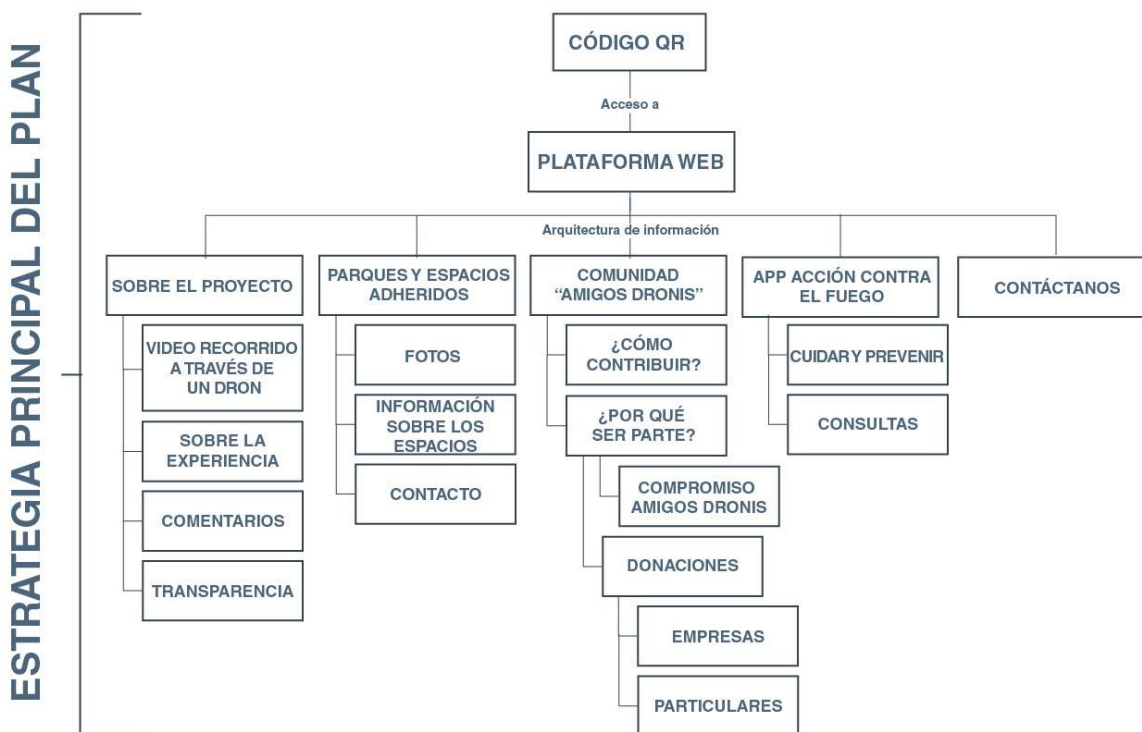 ESTRATEGIA PRINCIPAL DEL PLAN
CÓDIGO QR
Acceso a
PLATAFORMA WEB
Arquitectura de información
SOBRE EL PROYECTO
VIDEO RECORRIDO
A TRAVÉS DE
UN DRON
SOBRE LA
EXPERIENCIA
COMENTARIOS
TRANSPARENCIA
PARQUES Y ESPACIOS
ADHERIDOS
FOTOS
INFORMACIÓN
SOBRE LOS
ESPACIOS
CONTACTO
COMUNIDAD
“AMIGOS DRONIS”
¿CÓMO
CONTRIBUIR?
¿POR QUÉ
SER PARTE?
COMPROMISO
AMIGOS DRONIS
DONACIONES
EMPRESAS
PARTICULARES
APP ACCIÓN CONTRA
EL FUEGO
CUIDAR Y PREVENIR
CONSULTAS
CONTÁCTANOS